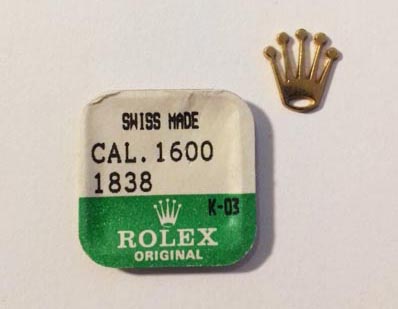 SWISS MADE
CAL. 1600
1838
K-03
ROLEX
ORIGINAL